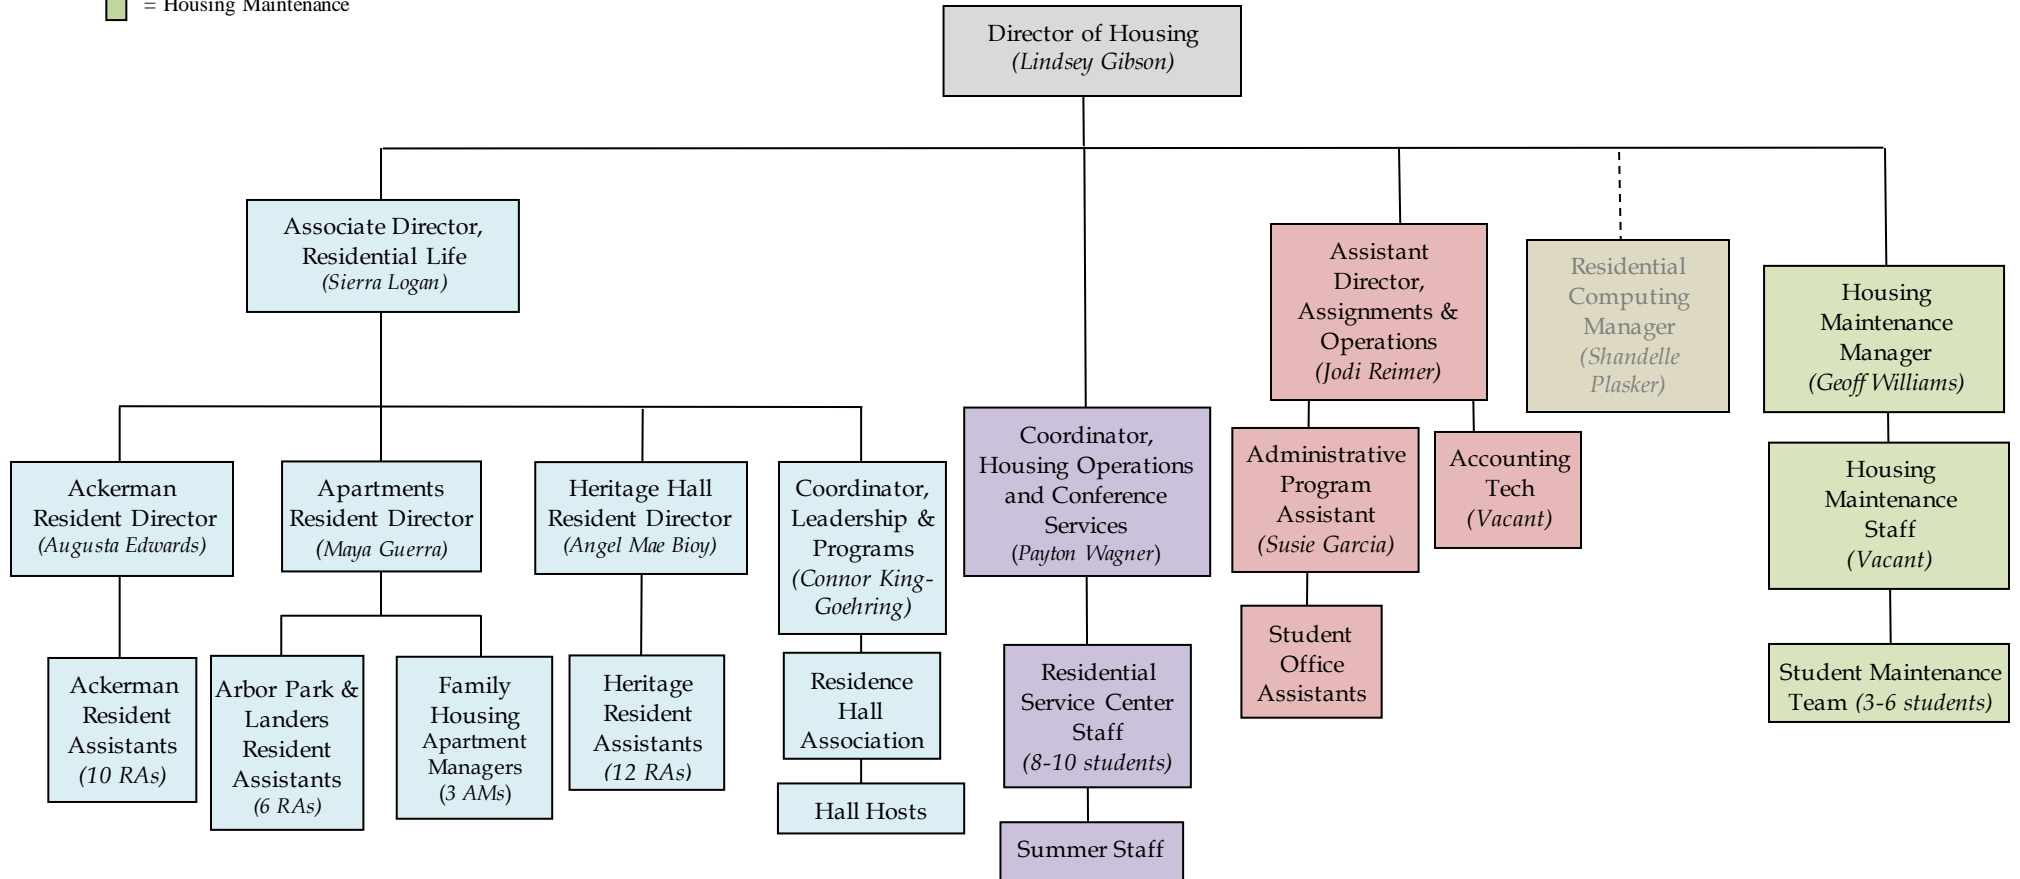 = Housing Maintenance
Director of Housing
(Lindsey Gibson)
Associate Director,
Residential Life
(Sierra Logan)
Assistant
Director,
Assignments &
Operations
(Jodi Reimer)
Residential
Computing
Manager
(Shandelle
Plasker)
Housing
Maintenance
Manager
(Geoff Williams)
Ackerman
Resident Director
(Augusta Edwards)
Apartments
Resident Director
(Maya Guerra)
Heritage Hall
Resident Director
(Angel Mae Bioy)
Coordinator,
Leadership &
Programs
(Connor King-
Goehring)
Coordinator,
Housing Operations
and Conference
Services
(Payton Wagner)
Administrative
Program
Assistant
(Susie Garcia)
Accounting
Tech
(Vacant)
Housing
Maintenance
Staff
(Vacant)
Ackerman
Resident
Assistants
(10 RAs)
Arbor Park &
Landers
Resident
Assistants
(6 RAs)
Family
Housing
Apartment
Managers
(3 AMs)
Heritage
Resident
Assistants
(12 RAs)
Residence
Hall
Association
Hall Hosts
Residential
Service Center
Staff
(8-10 students)
Summer Staff
Student
Office
Assistants
Student Maintenance
Team (3-6 students)